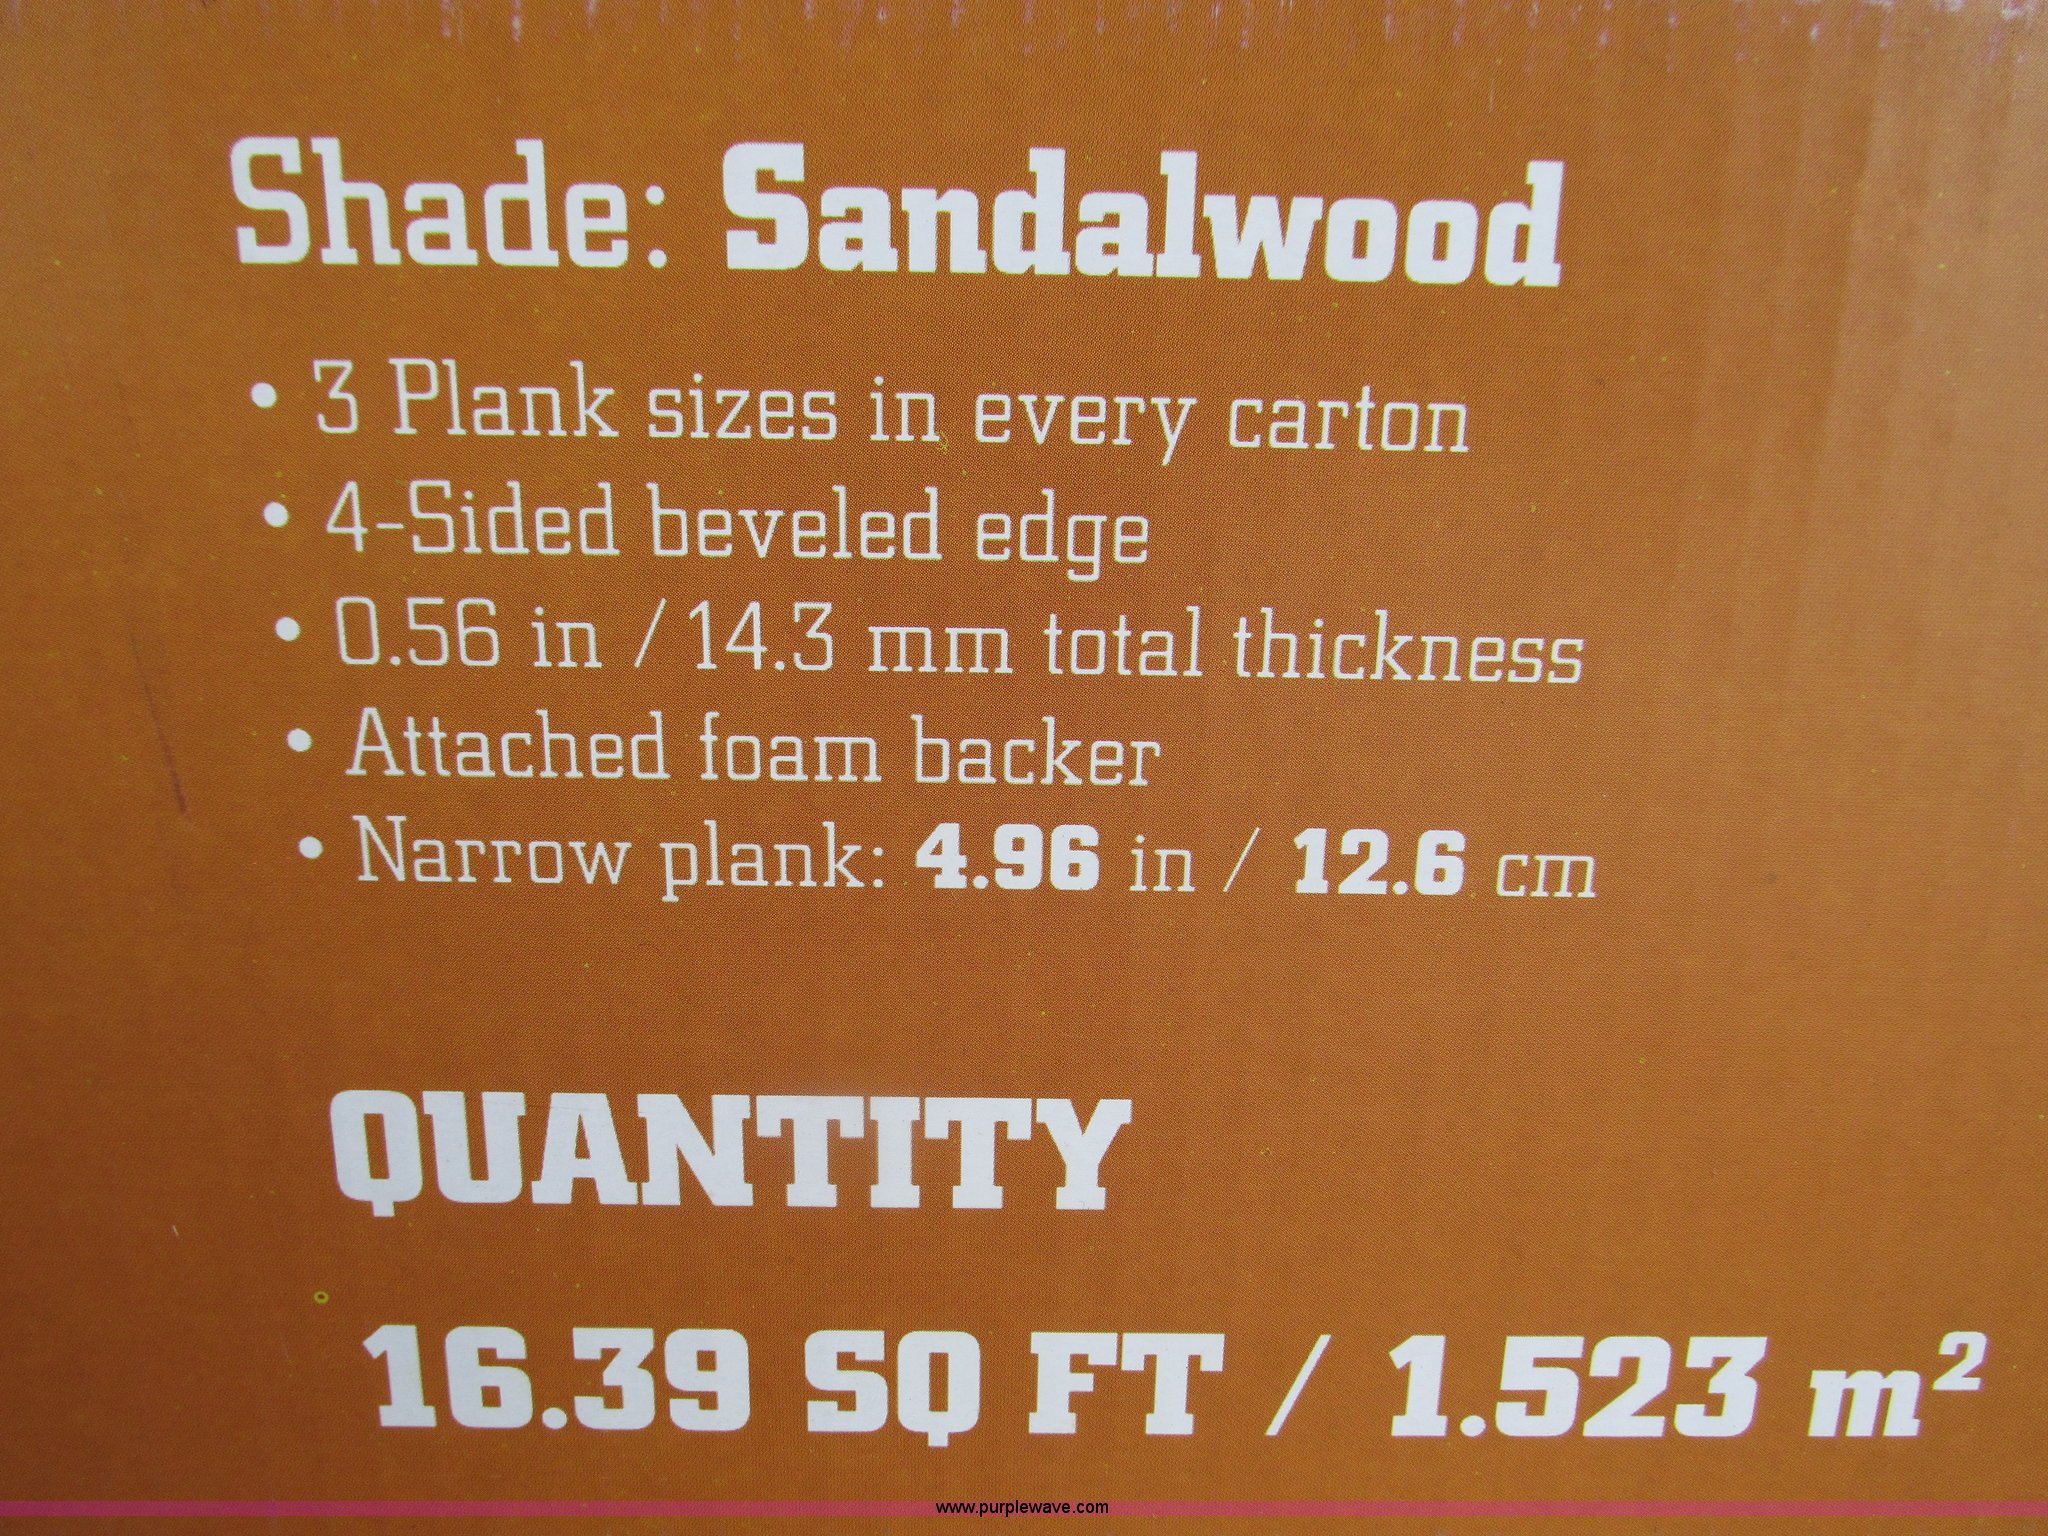 Shade: Sandalwood
• 3 Plank sizes in every carton
• 4-Sided beveled edge
• 0.56 in / 14.3 mm total thickness
• Attached foam backer
• Narrow plank: 4.96 in / 12.6 cm
QUANTITY
16.39 SQ FT / 1.523 m²
www.purplewave.com